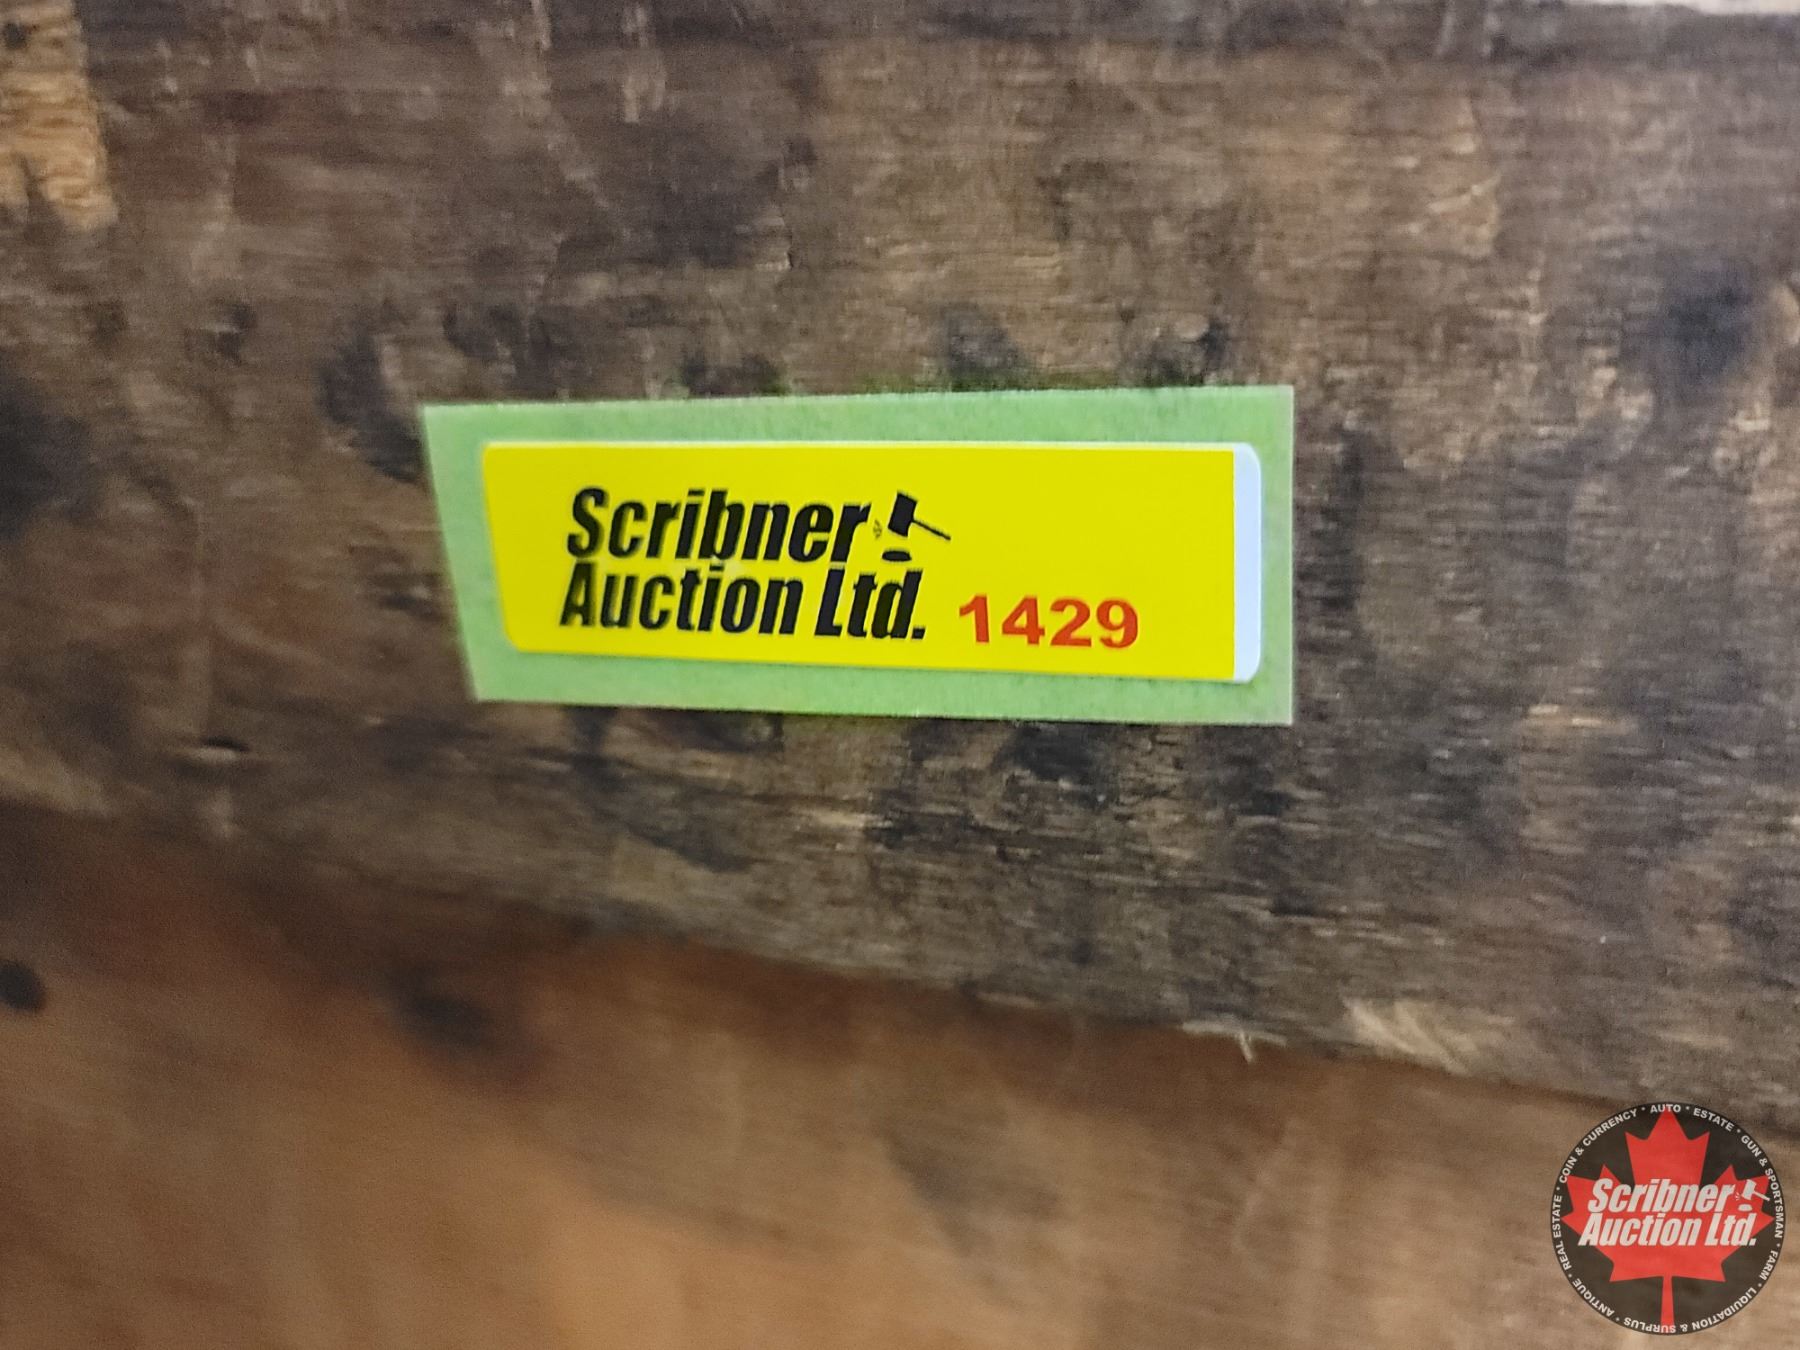 Scribner
Auction Ltd. 1429
COIN & CURRENCY • AUTO • ESTATE • GUN & SPORTSMAN • FARM • LIQUIDATION & SURPLUS • ANTIQUE • REAL ESTATE •
Scribner
Auction Ltd.